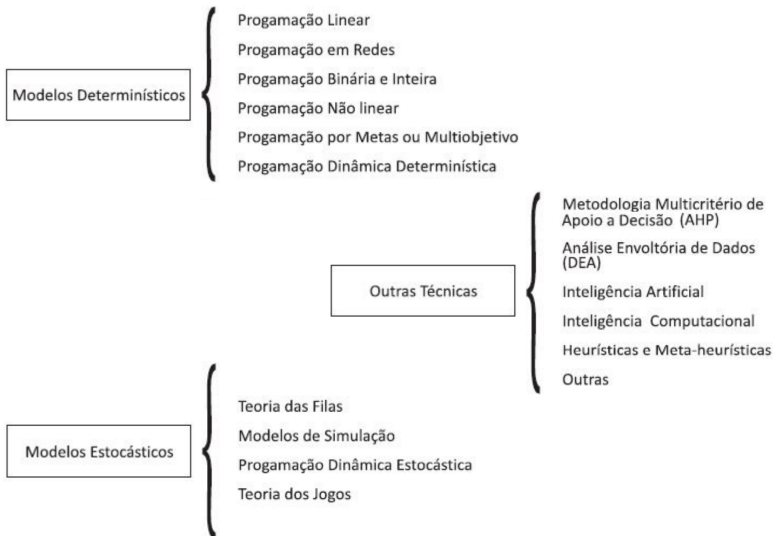 Modelos Determinísticos
Progamação Linear
Progamação em Redes
Progamação Binária e Inteira
Progamação Não linear
Progamação por Metas ou Multiobjetivo
Progamação Dinâmica Determinística
Outras Técnicas
Metodologia Multicritério de
Apoio a Decisão (AHP)
Análise Envoltória de Dados
(DEA)
Inteligência Artificial
Inteligência Computacional
Heurísticas e Meta-heurísticas
Outras
Modelos Estocásticos
Teoria das Filas
Modelos de Simulação
Progamação Dinâmica Estocástica
Teoria dos Jogos